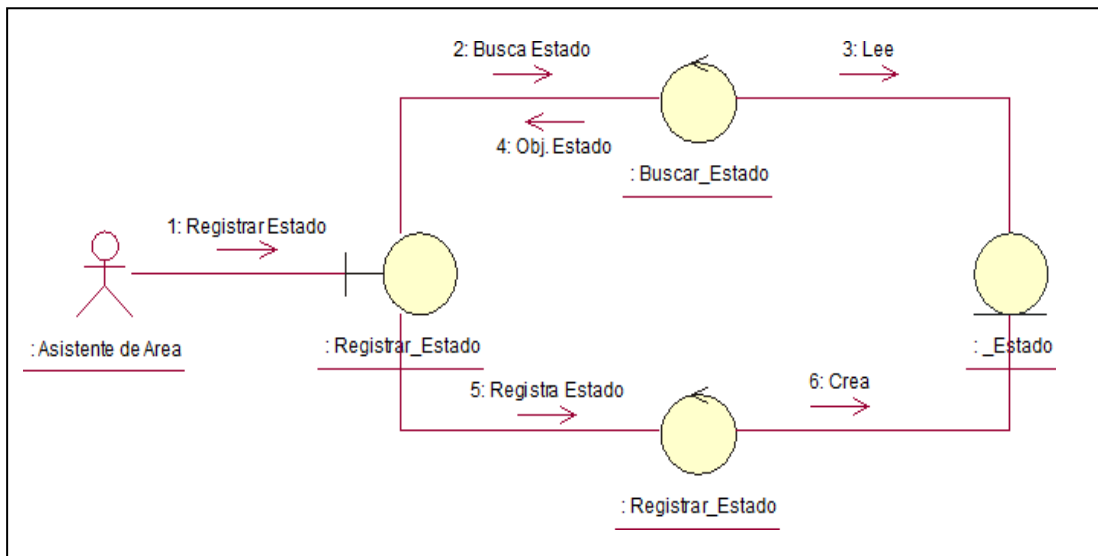 2: Busca Estado
3: Lee
4: Obj. Estado
: Buscar_Estado
1: Registrar Estado
: Asistente de Area
: Registrar_Estado
: _Estado
5: Registra Estado
6: Crea
: Registrar_Estado